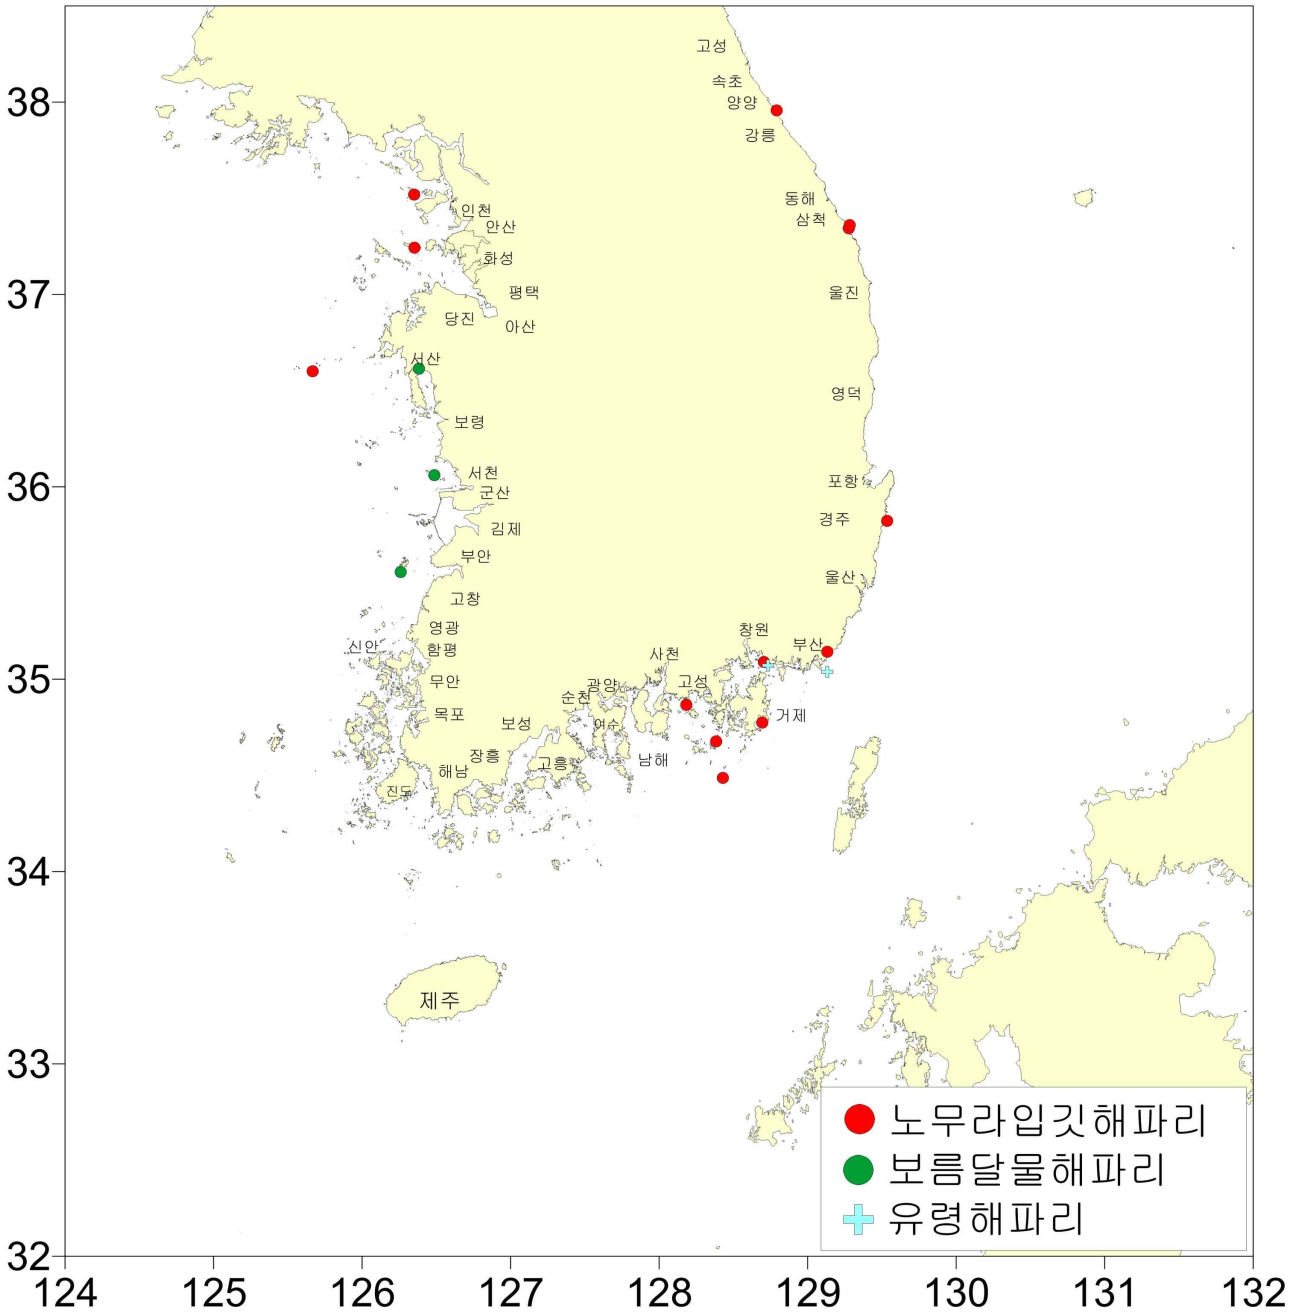 고성
속초
38
양양
강릉
동해
인천
삼척
안산
화성
37
평택
울진
당진
아산
서산
영덕
보령
서천
포항
36
군산
경주
김제
부안
울산
고창
영광
창원
신안
함평
부산
사천
35
무안
고성
광양
순천
목포
거제
보성
여수
장흥
남해
고흥
해남
진도
34
제주
33
노무라입깃해파리
보름달물해파리
유령해파리
32
124 125 126 127 128 129 130 131 132